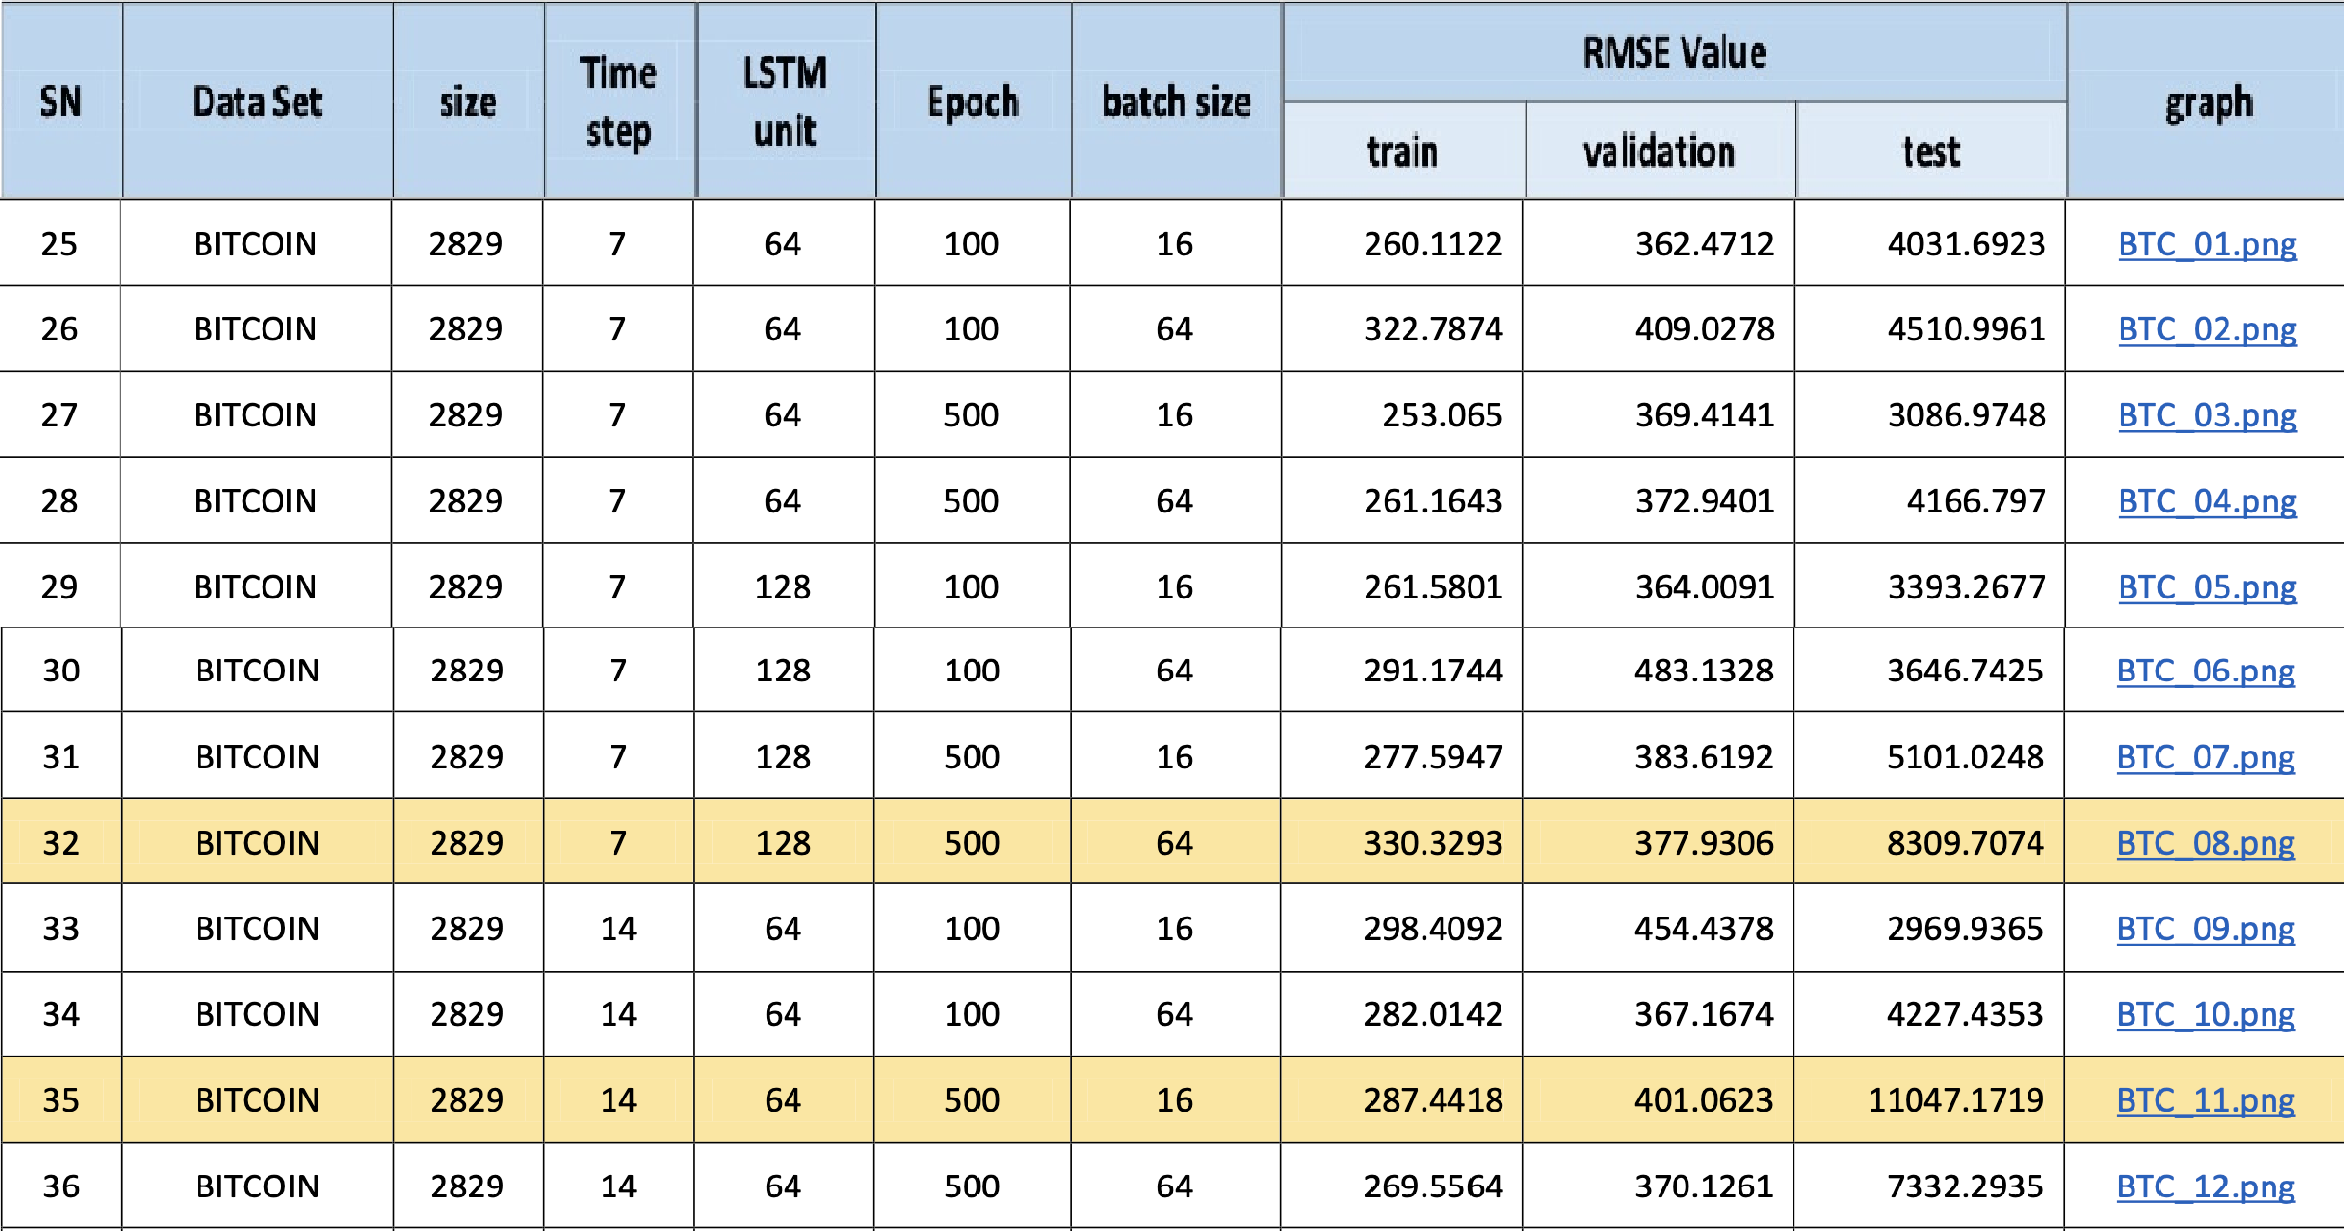 SN Data Set size Time step LSTM unit Epoch batch size RMSE Value graph
train validation test
25 BITCOIN 2829 7 64 100 16 260.1122 362.4712 4031.6923 BTC_01.png
26 BITCOIN 2829 7 64 100 64 322.7874 409.0278 4510.9961 BTC_02.png
27 BITCOIN 2829 7 64 500 16 253.065 369.4141 3086.9748 BTC_03.png
28 BITCOIN 2829 7 64 500 64 261.1643 372.9401 4166.797 BTC_04.png
29 BITCOIN 2829 7 128 100 16 261.5801 364.0091 3393.2677 BTC_05.png
30 BITCOIN 2829 7 128 100 64 291.1744 483.1328 3646.7425 BTC_06.png
31 BITCOIN 2829 7 128 500 16 277.5947 383.6192 5101.0248 BTC_07.png
32 BITCOIN 2829 7 128 500 64 330.3293 377.9306 8309.7074 BTC_08.png
33 BITCOIN 2829 14 64 100 16 298.4092 454.4378 2969.9365 BTC_09.png
34 BITCOIN 2829 14 64 100 64 282.0142 367.1674 4227.4353 BTC_10.png
35 BITCOIN 2829 14 64 500 16 287.4418 401.0623 11047.1719 BTC_11.png
36 BITCOIN 2829 14 64 500 64 269.5564 370.1261 7332.2935 BTC_12.png